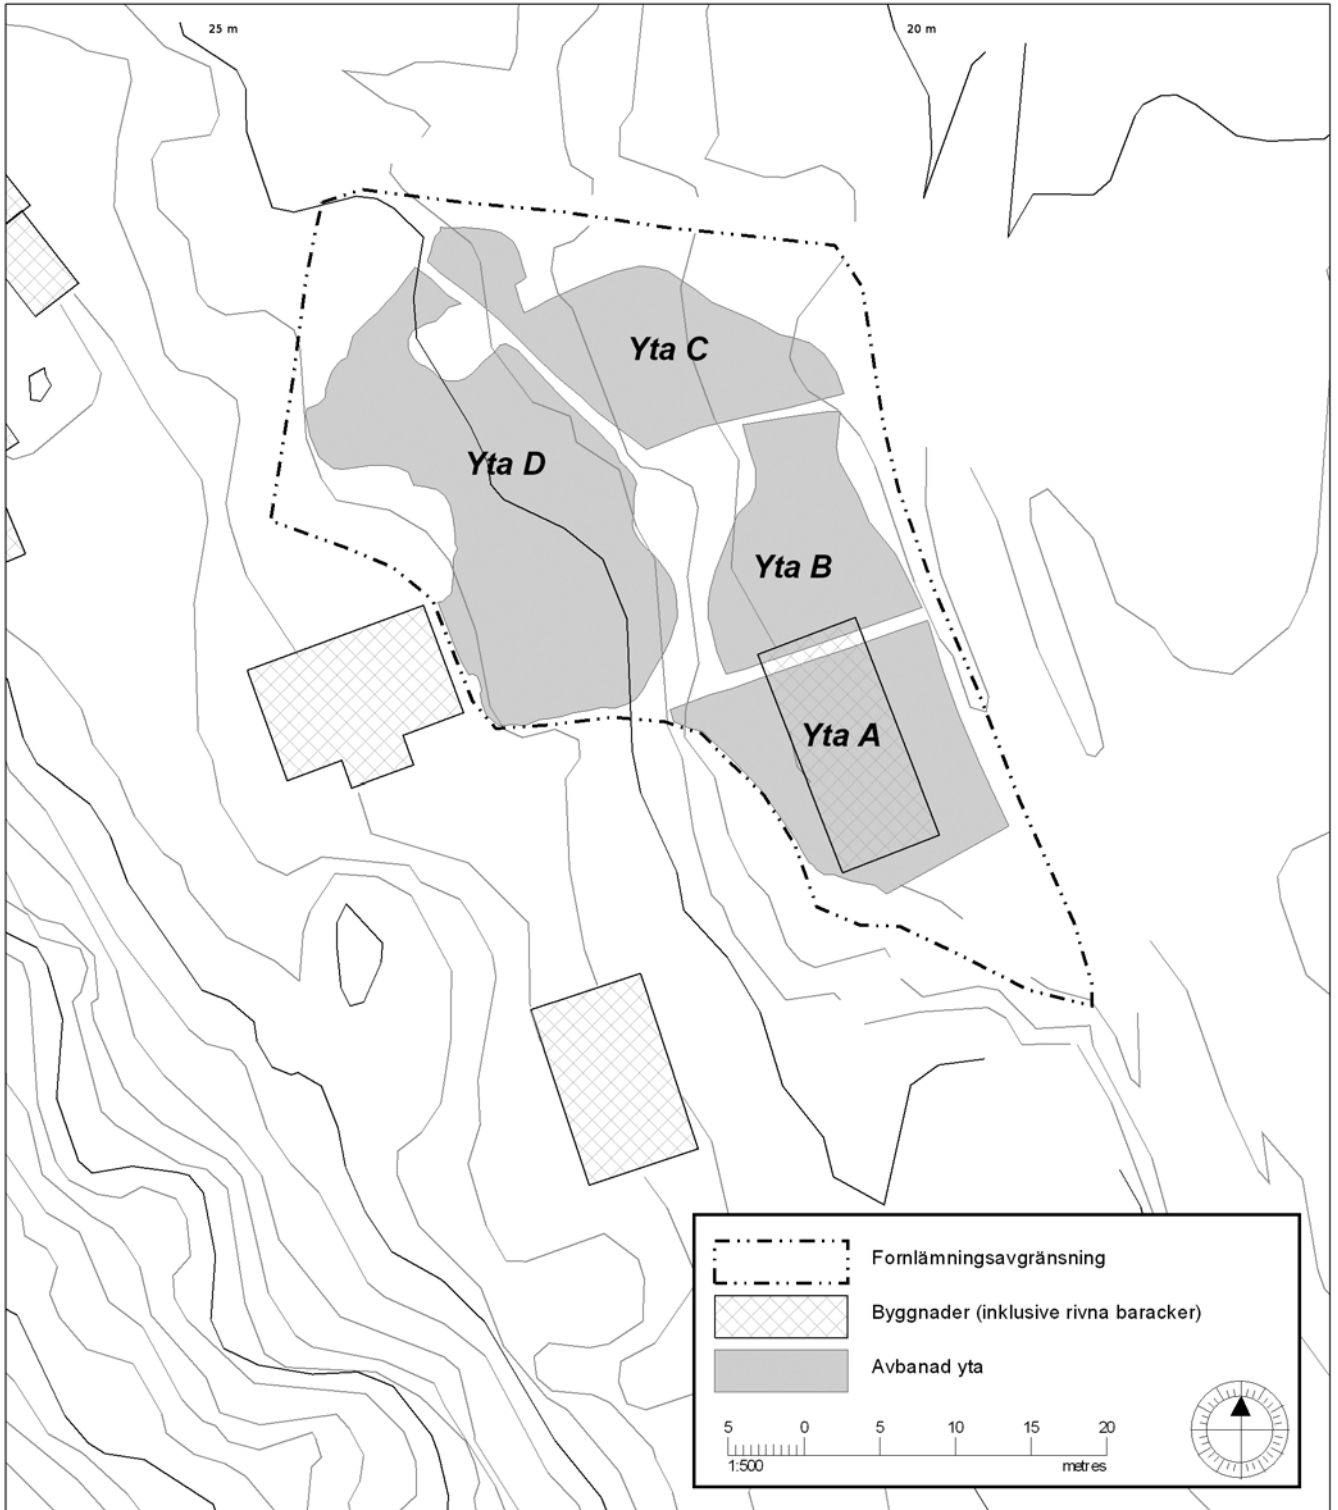 25 m
20 m
Yta C
Yta D
Yta B
Yta A
Fornlämningsavgränsning
Byggnader (inklusive rivna baracker)
Avbanad yta
5 0 5 10 15 20
1:500 metres